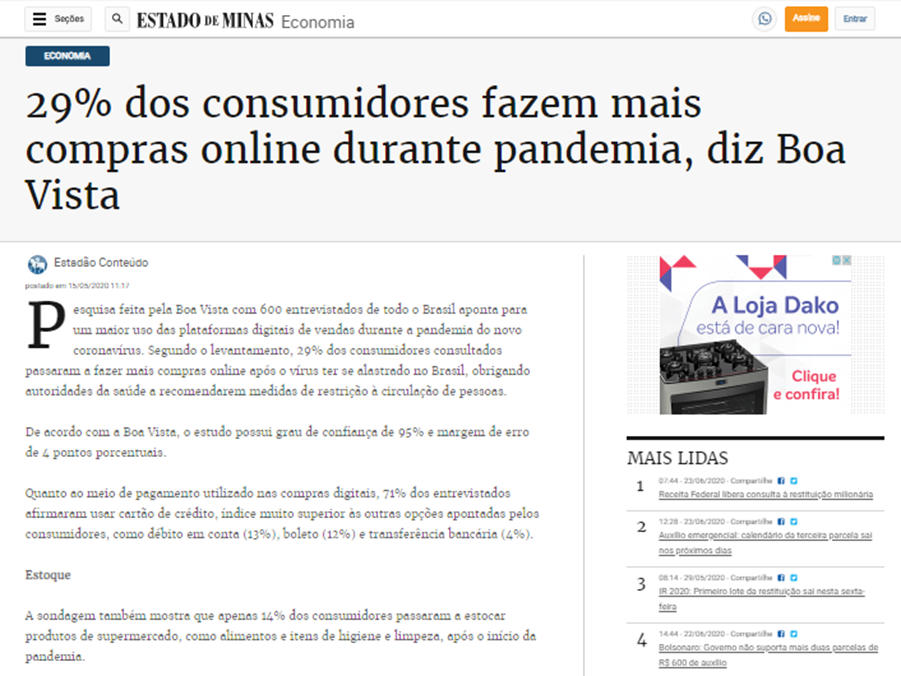 Seções
ESTADO DE MINAS Economia
Assine
Entrar
ECONOMIA
29% dos consumidores fazem mais
compras online durante pandemia, diz Boa
Vista
Estadão Conteúdo
postado em 15/05/2020 11:17
Pesquisa feita pela Boa Vista com 600 entrevistados de todo o Brasil aponta para
um maior uso das plataformas digitais de vendas durante a pandemia do novo
coronavírus. Segundo o levantamento, 29% dos consumidores consultados
passaram a fazer mais compras online após o vírus ter se alastrado no Brasil, obrigando
autoridades da saúde a recomendarem medidas de restrição à circulação de pessoas.
De acordo com a Boa Vista, o estudo possui grau de confiança de 95% e margem de erro
de 4 pontos porcentuais.
Quanto ao meio de pagamento utilizado nas compras digitais, 71% dos entrevistados
afirmaram usar cartão de crédito, índice muito superior às outras opções apontadas pelos
consumidores, como débito em conta (13%), boleto (12%) e transferência bancária (4%).
Estoque
A sondagem também mostra que apenas 14% dos consumidores passaram a estocar
produtos de supermercado, como alimentos e itens de higiene e limpeza, após o início da
pandemia.
A Loja Dako
está de cara nova!
Clique
e confira!
MAIS LIDAS
1
07:44 - 23/06/2020 - Compartilhe
Receita Federal libera consulta à restituição milionária
2
12:28 - 23/06/2020 - Compartilhe
Auxílio emergencial: calendário da terceira parcela sai
nos próximos dias
3
08:14 - 29/05/2020 - Compartilhe
IR 2020: Primeiro lote da restituição sai nesta sexta-
feira
4
14:44 - 22/06/2020 - Compartilhe
Bolsonaro: Governo não suporta mais duas parcelas de
R$ 600 de auxílio